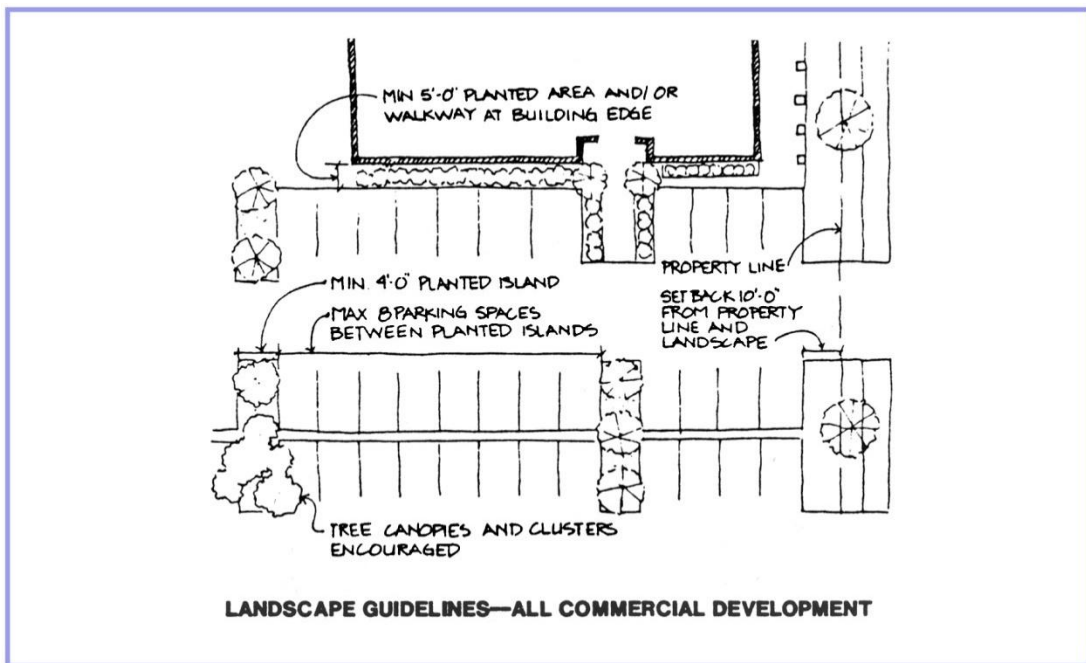 MIN 5'-0" PLANTED AREA AND/OR
WALKWAY AT BUILDING EDGE
PROPERTY LINE
MIN. 4'-0" PLANTED ISLAND
MAX 8 PARKING SPACES
BETWEEN PLANTED ISLANDS
SETBACK 10'-0"
FROM PROPERTY
LINE AND
LANDSCAPE
TREE CANOPIES AND CLUSTERS
ENCOURAGED
LANDSCAPE GUIDELINES—ALL COMMERCIAL DEVELOPMENT